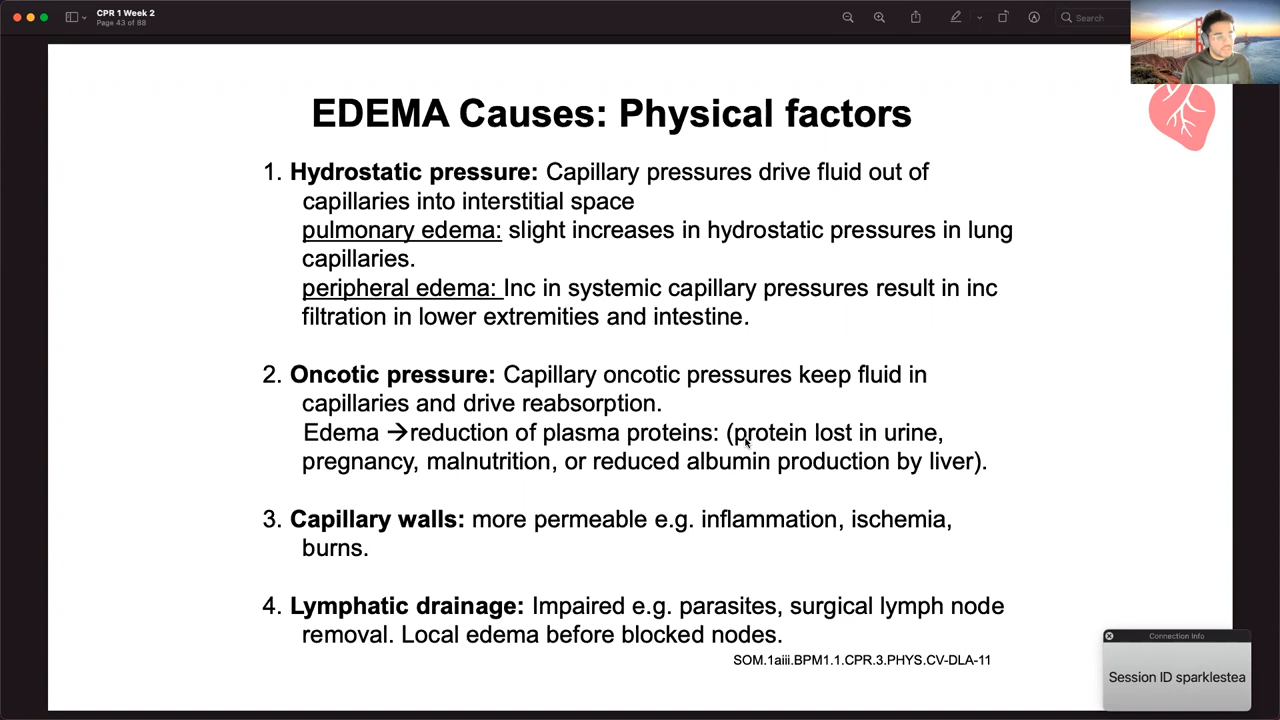 CPR 1 Week 2
Page 43 of 88
Search
EDEMA Causes: Physical factors
1. Hydrostatic pressure: Capillary pressures drive fluid out of
capillaries into interstitial space
pulmonary edema: slight increases in hydrostatic pressures in lung
capillaries.
peripheral edema: Inc in systemic capillary pressures result in inc
filtration in lower extremities and intestine.
2. Oncotic pressure: Capillary oncotic pressures keep fluid in
capillaries and drive reabsorption.
Edema →reduction of plasma proteins: (protein lost in urine,
pregnancy, malnutrition, or reduced albumin production by liver).
3. Capillary walls: more permeable e.g. inflammation, ischemia,
burns.
4. Lymphatic drainage: Impaired e.g. parasites, surgical lymph node
removal. Local edema before blocked nodes.
SOM.1aiii.BPM1.1.CPR.3.PHYS.CV-DLA-11
Connection Info
Session ID sparklestea